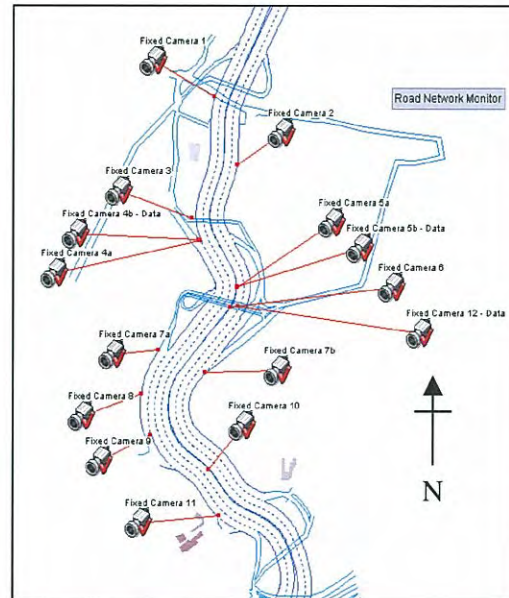 Fixed Camera 1
Road Network Monitor
Fixed Camera 2
Fixed Camera 3
Fixed Camera 5a
Fixed Camera 4b - Data
Fixed Camera 5b - Data
Fixed Camera 4a
Fixed Camera 6
Fixed Camera 12 - Data
Fixed Camera 7a
Fixed Camera 7b
Fixed Camera 8
Fixed Camera 10
Fixed Camera 9
N
Fixed Camera 11